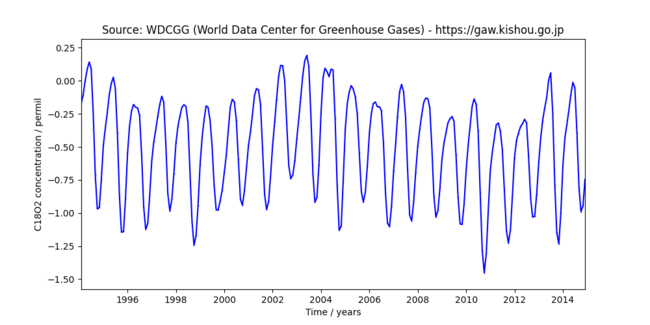 Source: WDCGG (World Data Center for Greenhouse Gases) - https://gaw.kishou.go.jp
C18O2 concentration / permil
0.25
0.00
−0.25
−0.50
−0.75
−1.00
−1.25
−1.50
1996 1998 2000 2002 2004 2006 2008 2010 2012 2014
Time / years